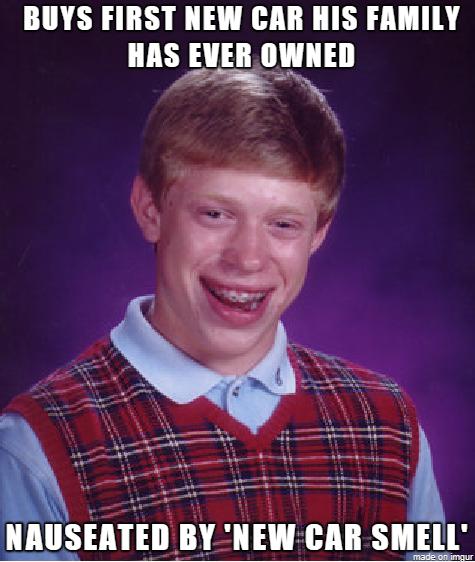 BUYS FIRST NEW CAR HIS FAMILY
HAS EVER OWNED
NAUSEATED BY 'NEW CAR SMELL'
made on imgur